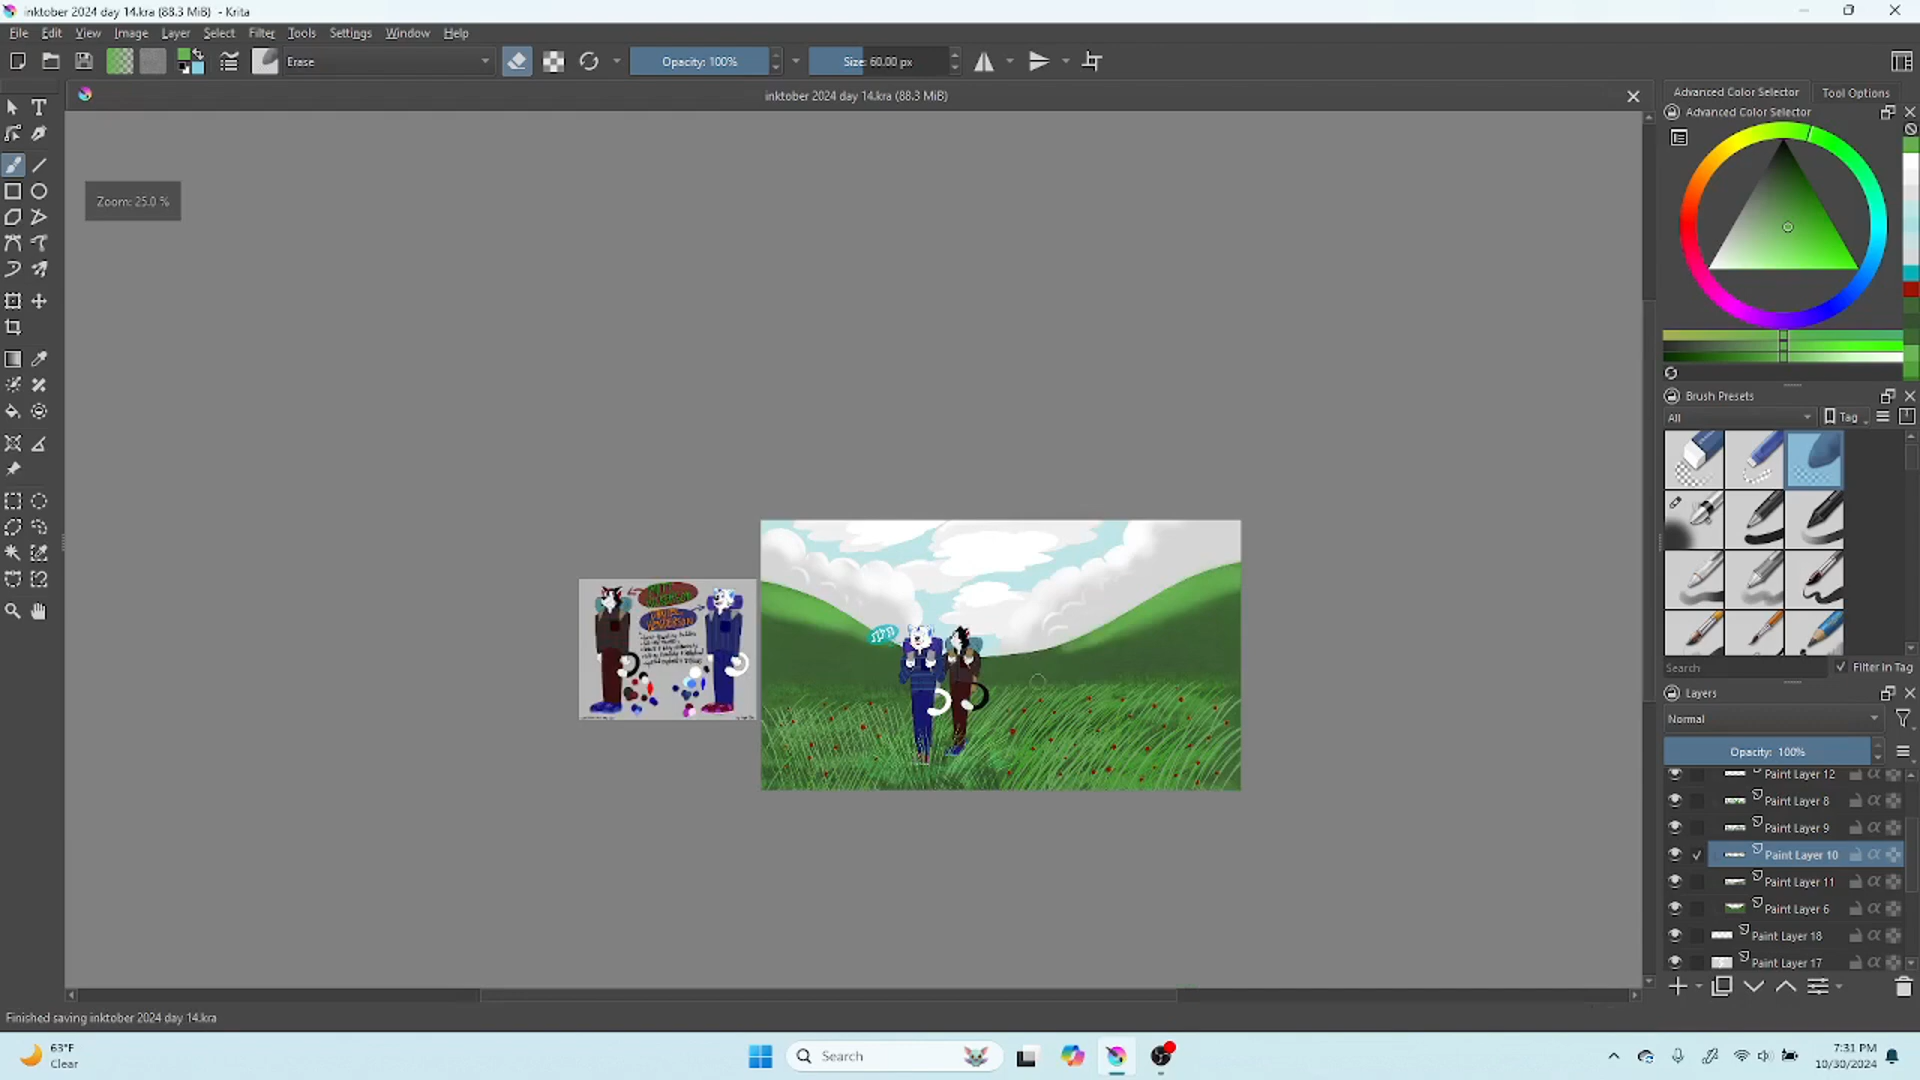 inktober 2024 day 14.kra (88.3 MiB) - Krita
File Edit View Image Layer Select Filter Tools Settings Window Help
Erase Opacity: 100% Size: 60.00 px
inktober 2024 day 14.kra (88.3 MiB)
Zoom: 25.0 %
Advanced Color Selector Tool Options
Advanced Color Selector
Brush Presets
All Tag
Search Filter in Tag
Layers
Normal
Opacity: 100%
Paint Layer 12
Paint Layer 8
Paint Layer 9
Paint Layer 10
Paint Layer 11
Paint Layer 6
Paint Layer 18
Paint Layer 17
Finished saving inktober 2024 day 14.kra
63°F
Clear
Search
7:31 PM
10/30/2024